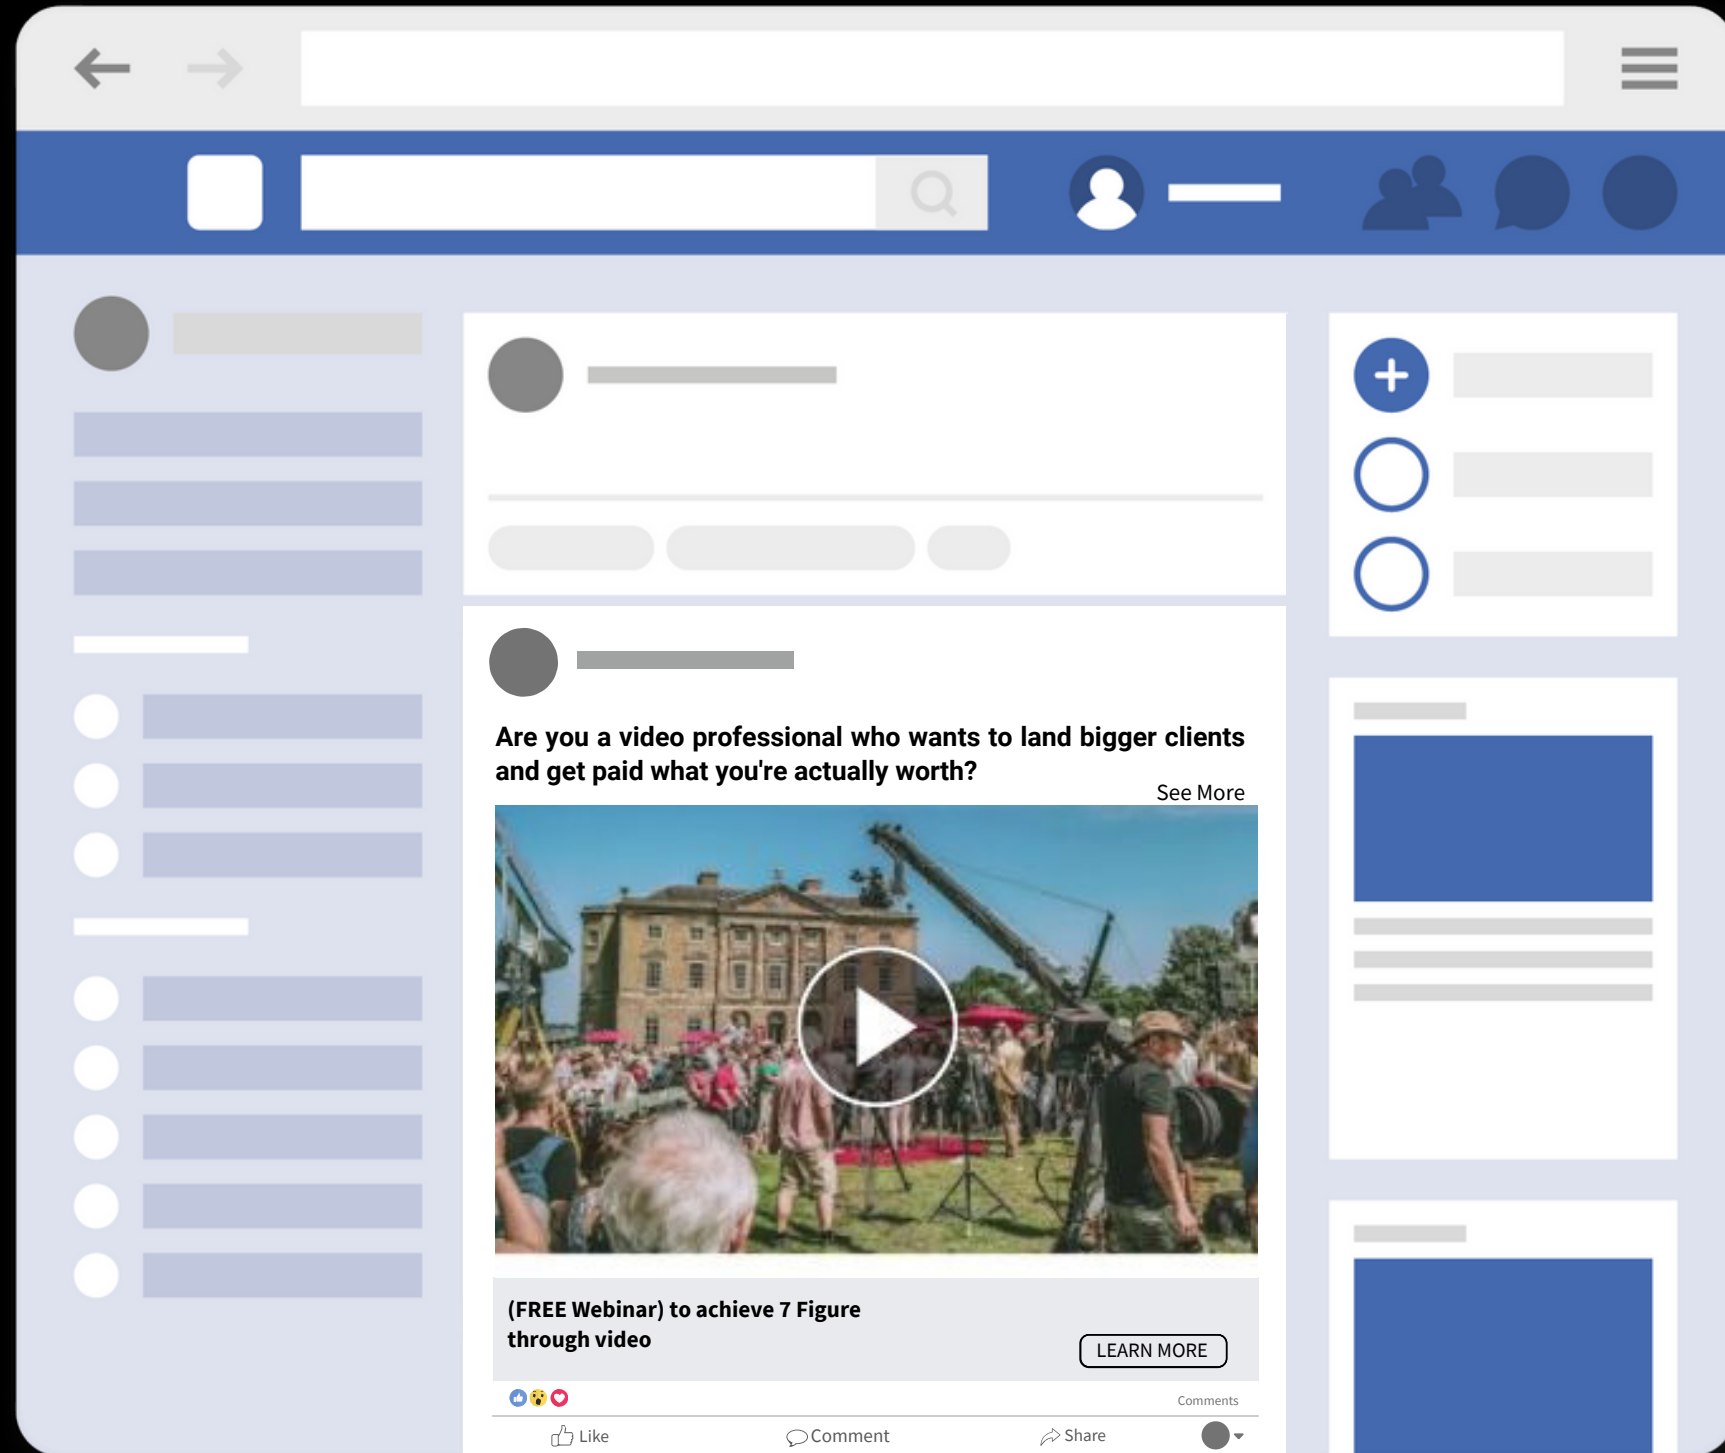 Are you a video professional who wants to land bigger clients
and get paid what you're actually worth?
See More
(FREE Webinar) to achieve 7 Figure
through video
LEARN MORE
Comments
Like
Comment
Share